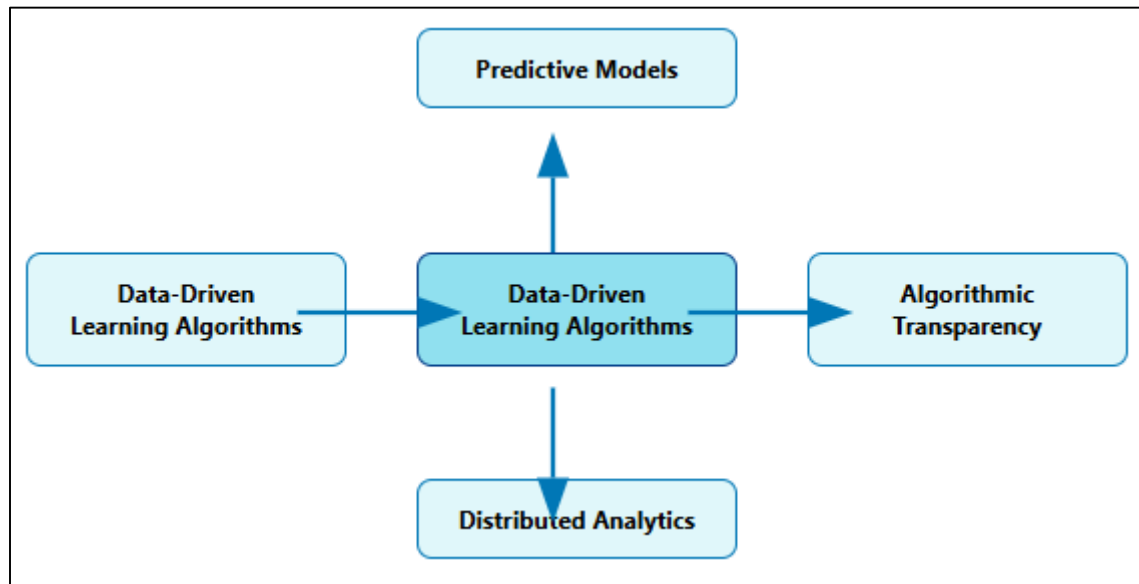 Predictive Models
Data-Driven
Learning Algorithms
Data-Driven
Learning Algorithms
Algorithmic
Transparency
Distributed Analytics